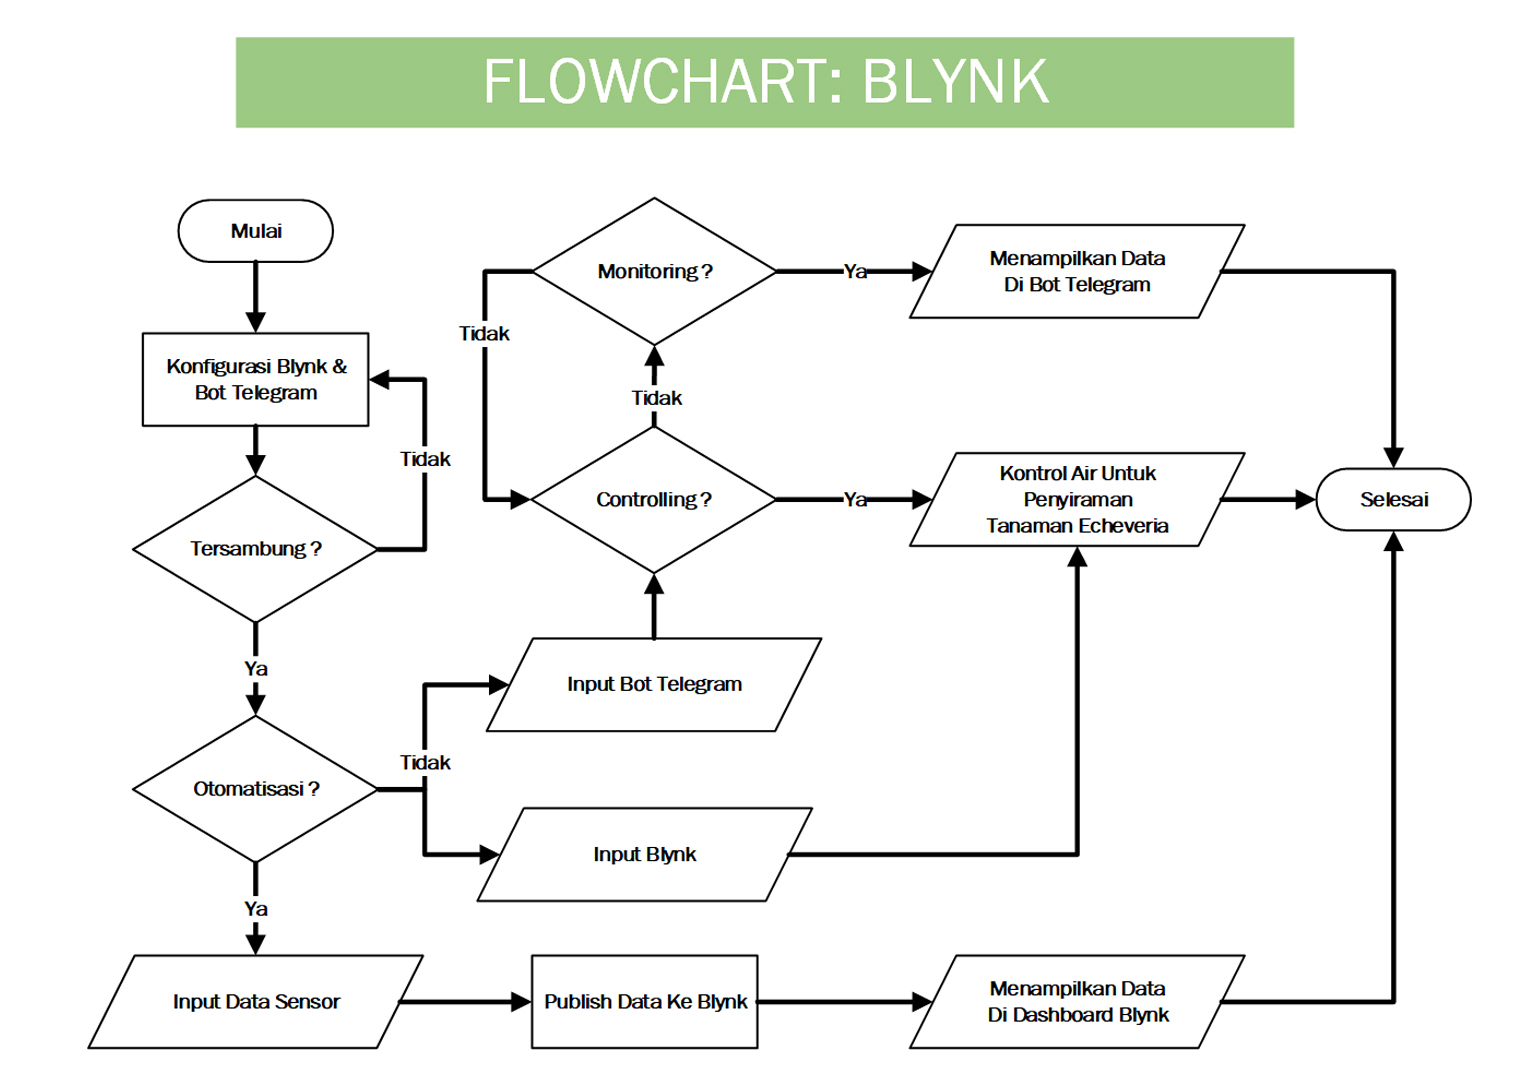 FLOWCHART: BLYNK
Mulai
Konfigurasi Blynk &
Bot Telegram
Tidak
Tersambung ?
Ya
Otomatisasi ?
Tidak
Ya
Input Data Sensor
Publish Data Ke Blynk
Menampilkan Data
Di Dashboard Blynk
Input Bot Telegram
Input Blynk
Controlling ?
Tidak
Ya
Monitoring ?
Tidak
Ya
Menampilkan Data
Di Bot Telegram
Kontrol Air Untuk
Penyiraman
Tanaman Echeveria
Selesai